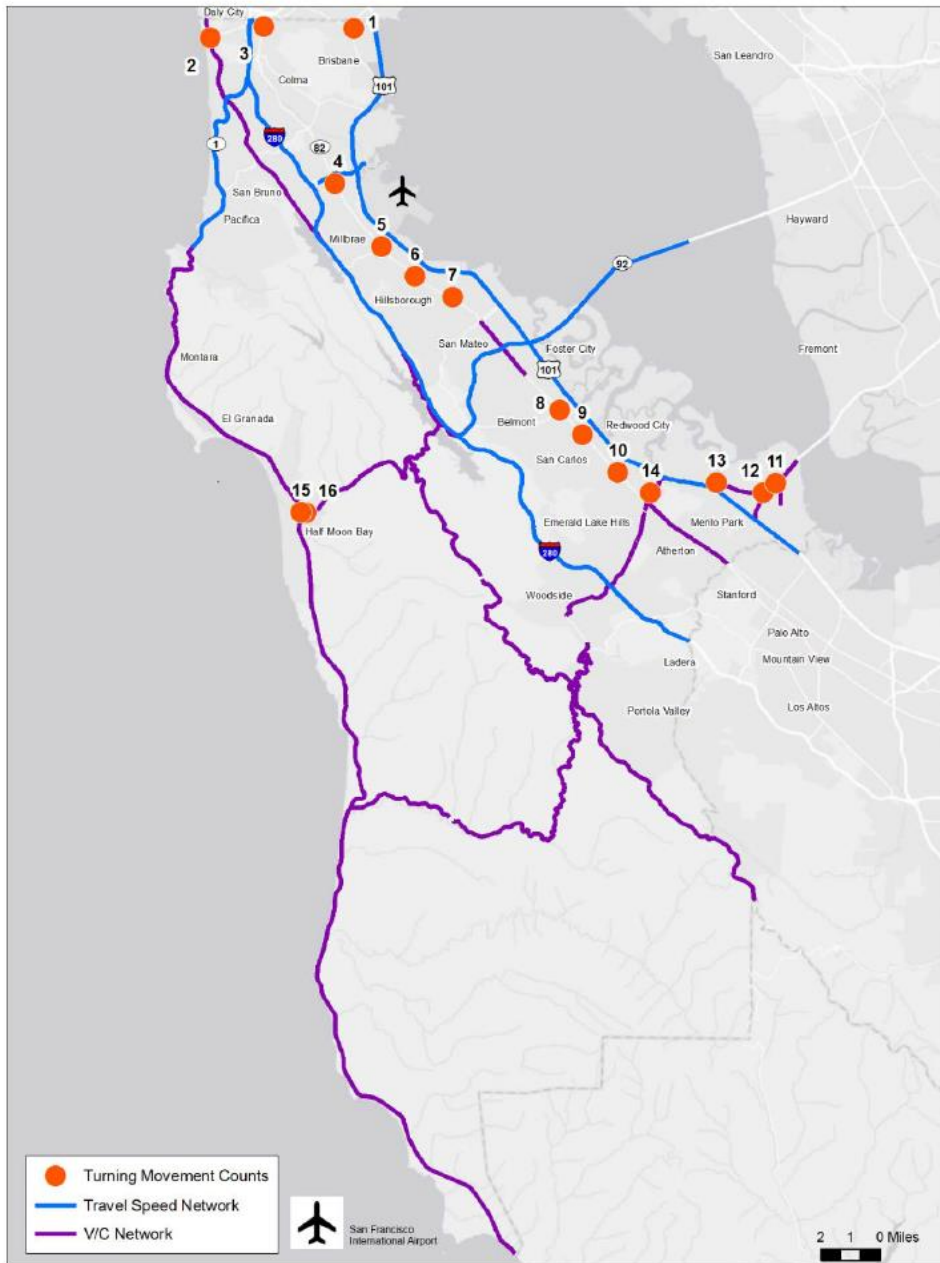 Daly City
1
2
3
Brisbane
San Leandro
Colma
101
280
82
4
1
San Bruno
Pacifica
Hayward
5
Millbrae
6
92
7
Hillsborough
San Mateo
Foster City
Fremont
Montara
101
8
9
El Granada
Belmont
Redwood City
San Carlos
10
14
13
12
11
15
16
Half Moon Bay
Emerald Lake Hills
Menlo Park
280
Atherton
Woodside
Stanford
Palo Alto
Ladera
Mountain View
Portola Valley
Los Altos
Turning Movement Counts
Travel Speed Network
V/C Network
San Francisco
International Airport
2 1 0 Miles